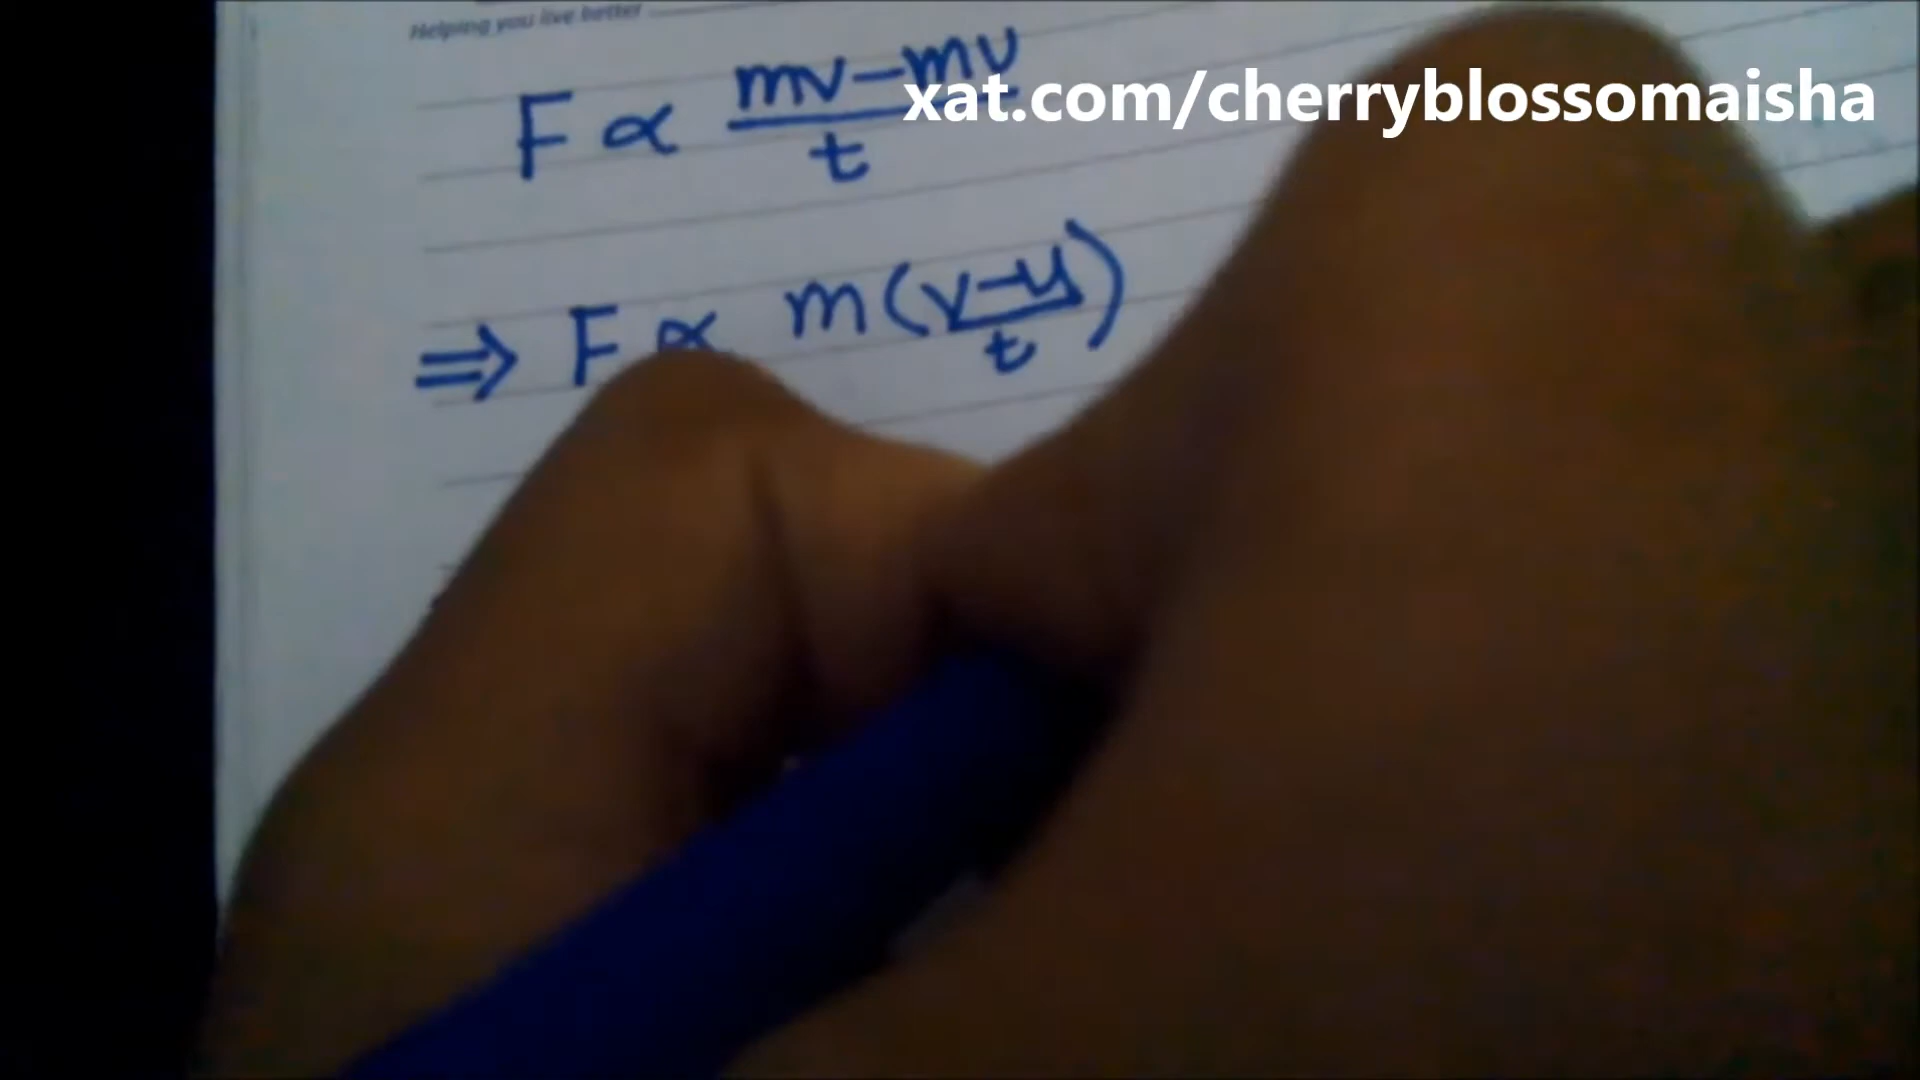 Helping you live better
F ∝ mv-mu/t
xat.com/cherryblossomaisha
⇒ F ∝ m(v-u/t)